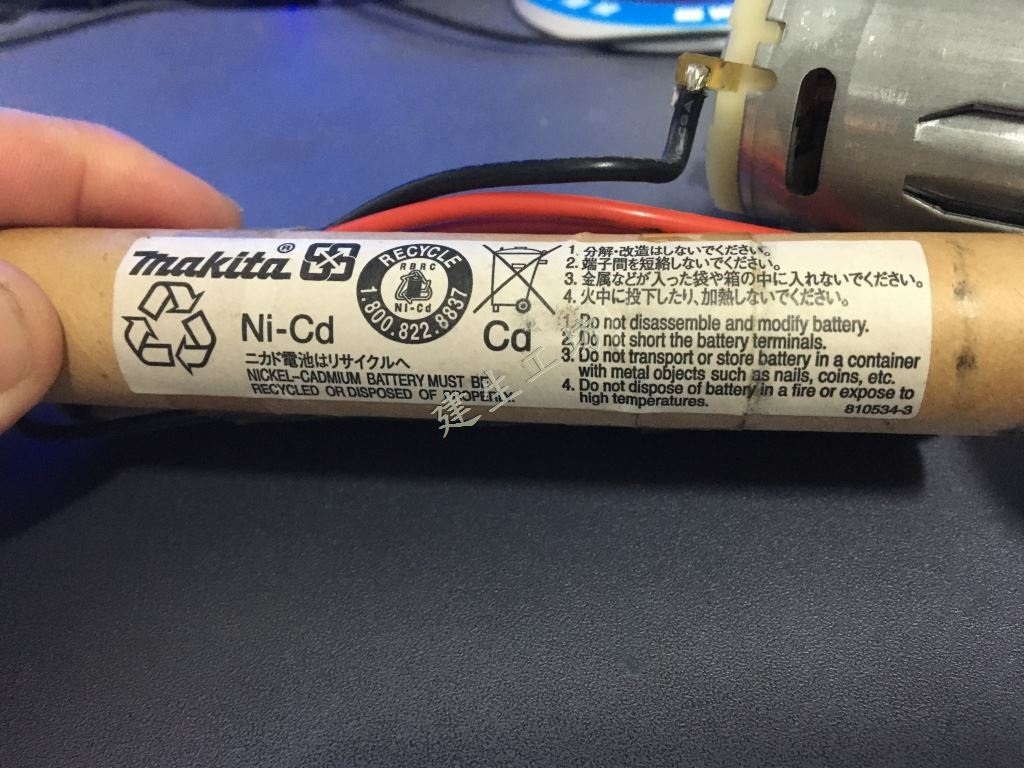 makita®
RECYCLE
RBRC
Ni-Cd
1.800.822.8837
Ni-Cd
Cd
ニカド電池はリサイクルへ
NICKEL-CADMIUM BATTERY MUST BE
RECYCLED OR DISPOSED OF PROPERLY.
1. 分解・改造はしないでください。
2. 端子間を短絡しないでください。
3. 金属などが入った袋や箱の中に入れないでください。
4. 火中に投下したり、加熱しないでください。
1. Do not disassemble and modify battery.
2. Do not short the battery terminals.
3. Do not transport or store battery in a container
with metal objects such as nails, coins, etc.
4. Do not dispose of battery in a fire or expose to
high temperatures.
810534-3
建生工坊